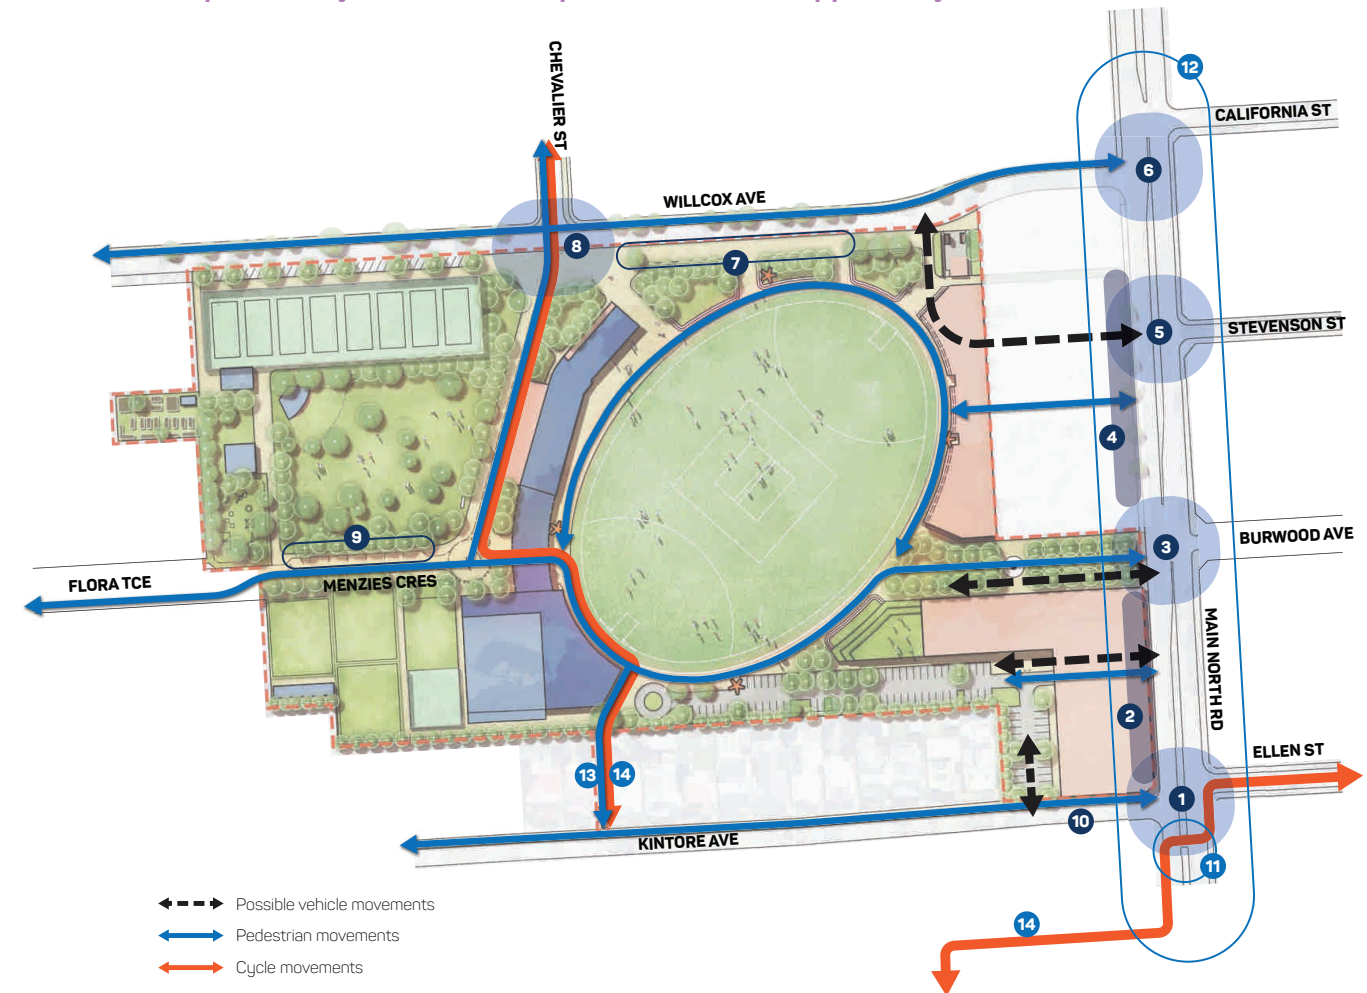 CHEVALIER ST
12
CALIFORNIA ST
6
WILLCOX AVE
8
7
5
STEVENSON ST
4
9
3
BURWOOD AVE
FLORA TCE
MENZIES CRES
MAIN NORTH RD
2
ELLEN ST
13
14
1
10
KINTORE AVE
11
14
Possible vehicle movements
Pedestrian movements
Cycle movements